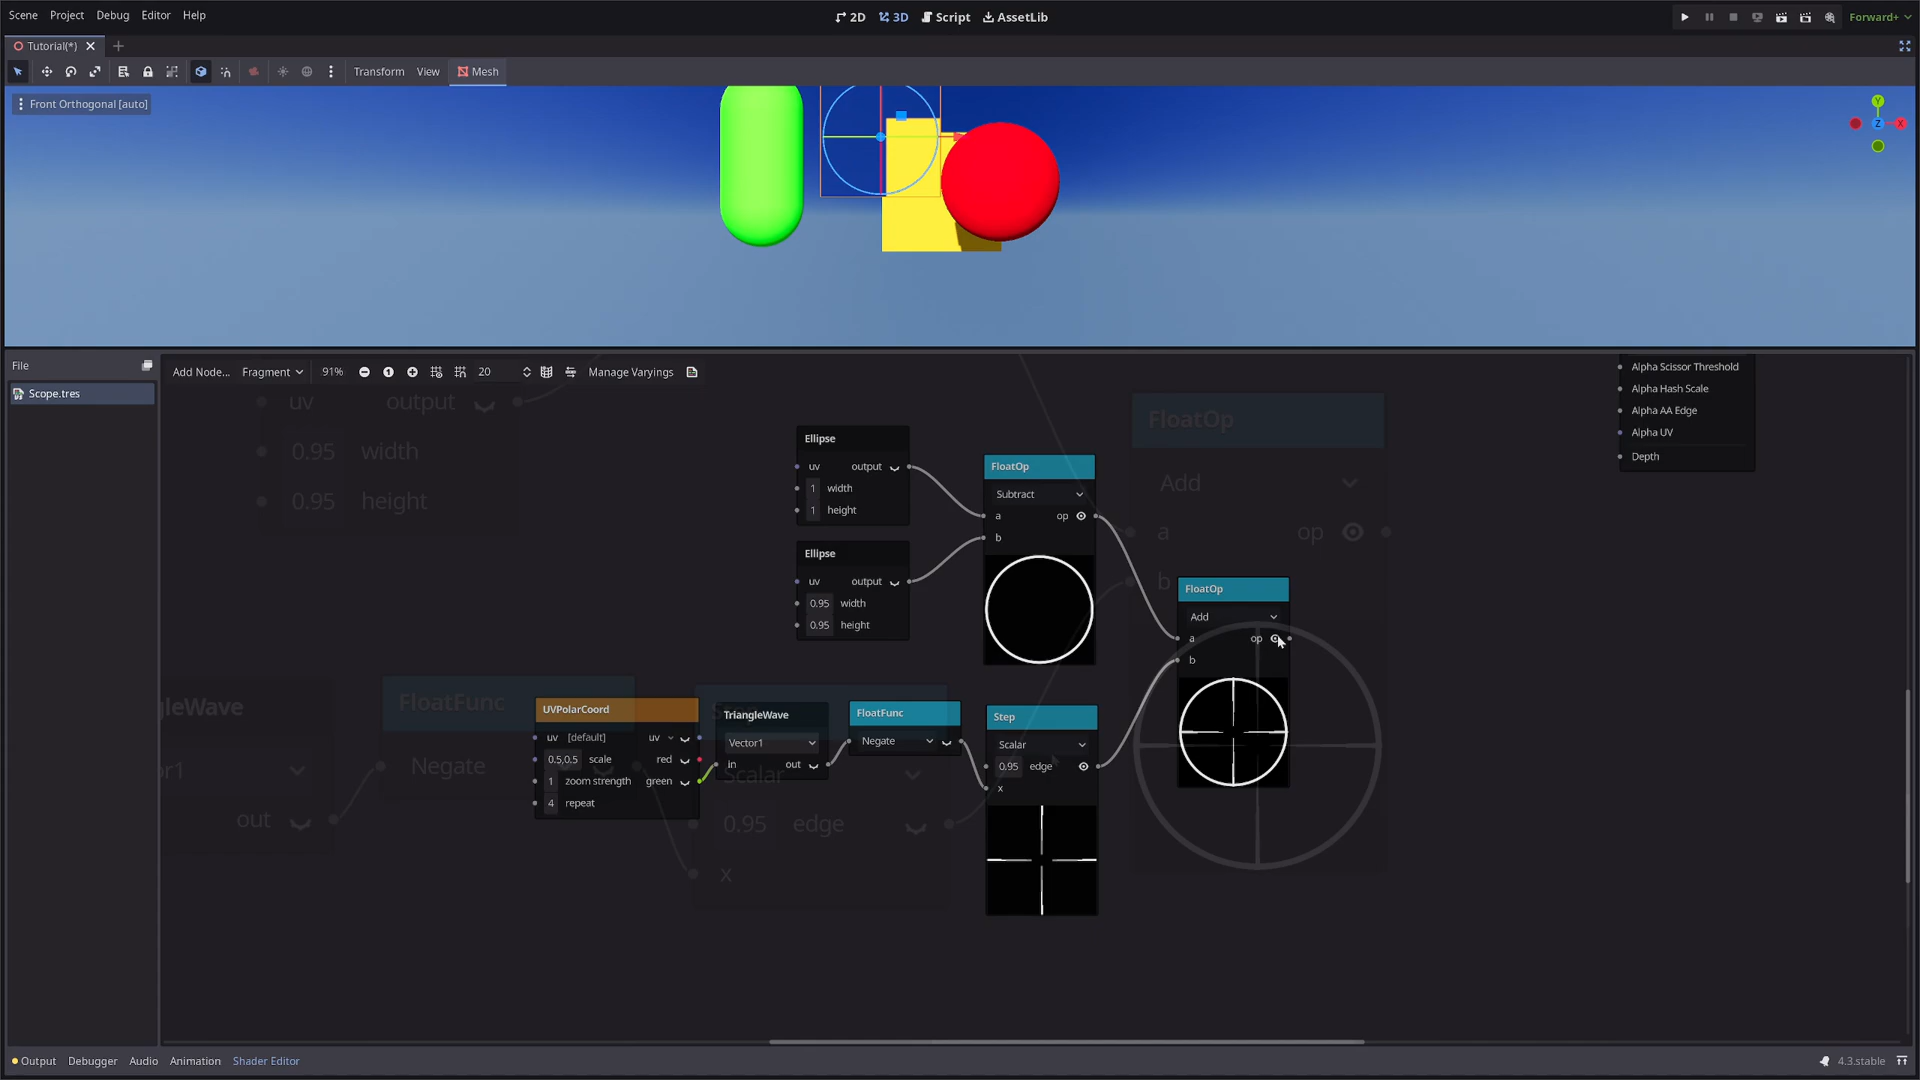 Scene Project Debug Editor Help
2D 3D Script AssetLib
Forward+
Tutorial(*)
Transform View Mesh
Front Orthogonal [auto]
Y
Z X
File
Scope.tres
Add Node... Fragment 91% 1 20 Manage Varyings
uv output
0.95 width
0.95 height
Ellipse
uv output
1 width
1 height
Ellipse
uv output
0.95 width
0.95 height
FloatOp
Subtract
a op
b
FloatOp
Add
a op
b
FloatOp
Add
a op
b
Alpha Scissor Threshold
Alpha Hash Scale
Alpha AA Edge
Alpha UV
Depth
gleWave
r1
out
FloatFunc
Negate
UVPolarCoord
uv [default] uv
0.5,0.5 scale red
1 zoom strength green
4 repeat
TriangleWave
Vector1
in out
FloatFunc
Negate
Step
Scalar
0.95 edge
x
Scalar
0.95 edge
x
Output Debugger Audio Animation Shader Editor
4.3.stable